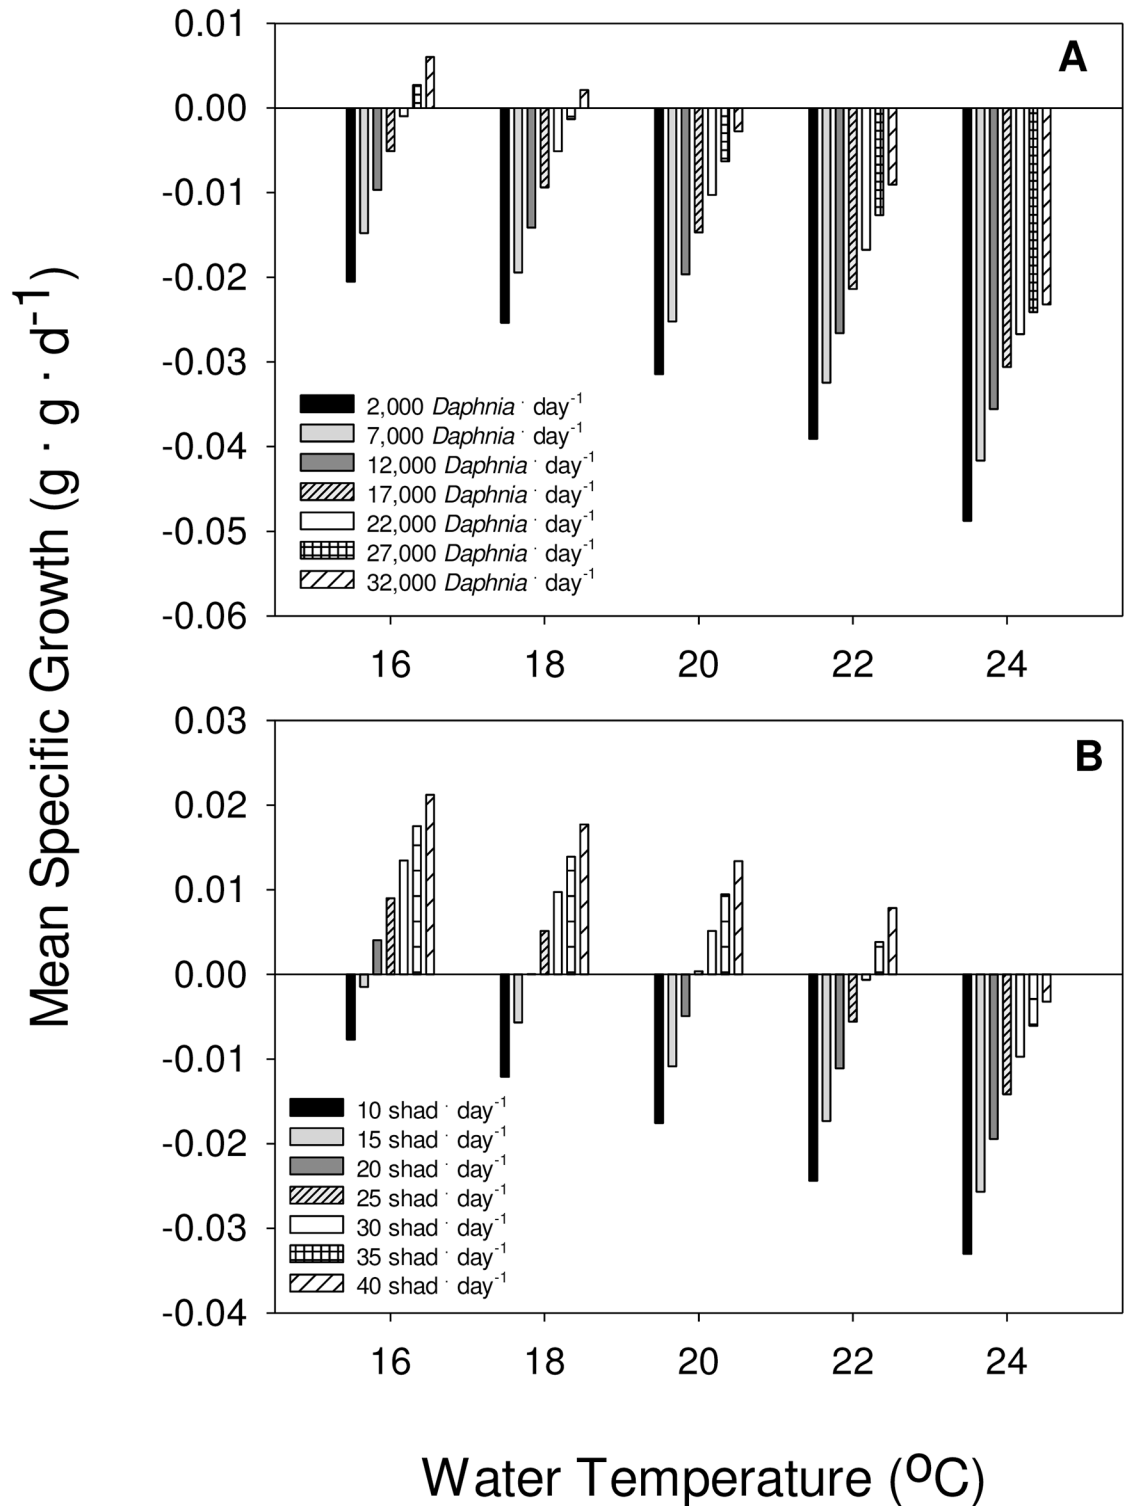 Mean Specific Growth (g · g · d-1)
0.01
A
0.00
-0.01
-0.02
-0.03
-0.04
-0.05
-0.06
2,000 Daphnia · day-1
7,000 Daphnia · day-1
12,000 Daphnia · day-1
17,000 Daphnia · day-1
22,000 Daphnia · day-1
27,000 Daphnia · day-1
32,000 Daphnia · day-1
16 18 20 22 24
0.03
B
0.02
0.01
0.00
-0.01
-0.02
-0.03
-0.04
10 shad · day-1
15 shad · day-1
20 shad · day-1
25 shad · day-1
30 shad · day-1
35 shad · day-1
40 shad · day-1
16 18 20 22 24
Water Temperature (ºC)